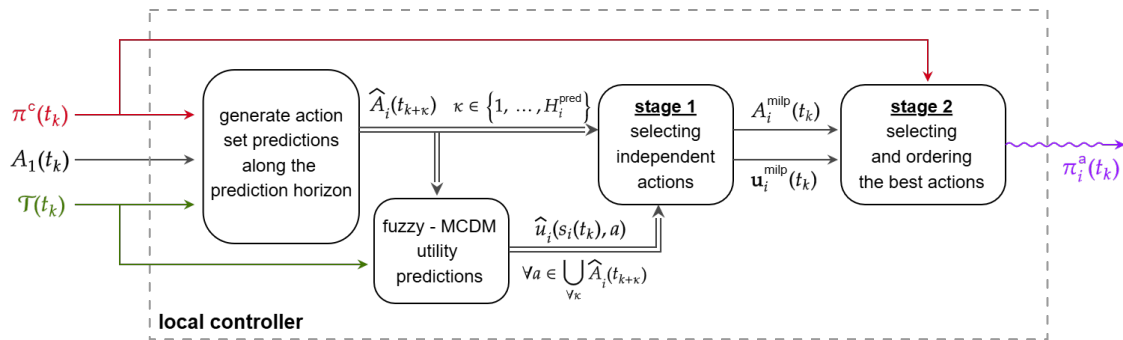 π^c(t_k)
A_1(t_k)
𝒯(t_k)
generate action
set predictions
along the
prediction horizon
Â_i(t_{k+κ}) κ ∈ {1, …, H_i^{pred}}
fuzzy - MCDM
utility
predictions
û_i(s_i(t_k), a)
∀a ∈ ⋃_{∀κ} Â_i(t_{k+κ})
stage 1
selecting
independent
actions
A_i^{milp}(t_k)
𝐮_i^{milp}(t_k)
stage 2
selecting
and ordering
the best actions
π_i^a(t_k)
local controller